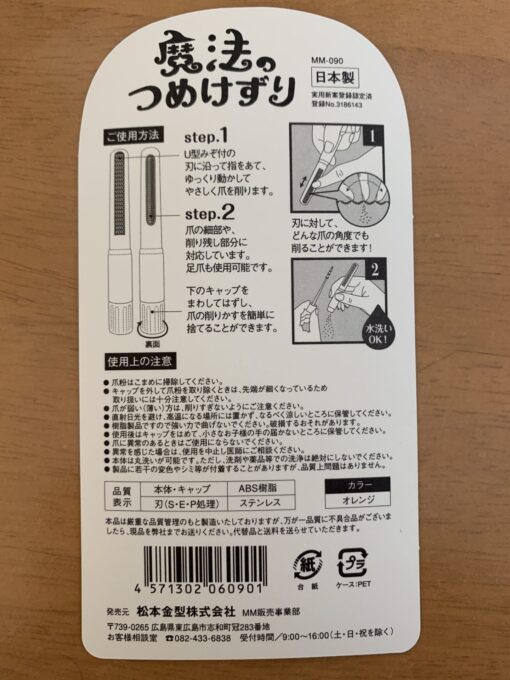 魔法の
つめけずり
MM-090
日本製
実用新案登録認定済
登録No.3186143
ご使用方法
step.1
U型みぞ付の
刃に沿って指をあて、
ゆっくり動かして
やさしく爪を削ります。
step.2
爪の細部や、
削り残し部分に
対応しています。
足爪も使用可能です。
下のキャップを
まわしてはずし、
爪の削りかすを簡単に
捨てることができます。
裏面
1
刃に対して、
どんな爪の角度でも
削ることができます!
2
水洗い
OK!
使用上の注意
●爪粉はこまめに掃除してください。
●キャップを外して爪粉を取り除くときは、先端が細くなっているため
取り扱いには十分注意してください。
●爪が弱い(薄い)方は、削りすぎないようにご注意ください。
●直射日光を避け、高温になる場所には置かず、なるべく涼しいところに保管してください。
●樹脂製品ですので強い力で曲げないでください。破損するおそれがあります。
●使用後はキャップをはめて、小さなお子様の手の届かないところに保管してください。
●爪に異常のあるときはご使用にならないでください。
●異常を感じた場合は、使用を中止し医師にご相談ください。
●本体は丸洗いが可能です。ただし、洗剤や薬品等での洗浄は絶対にしないでください。
●製品に若干の変色やシミ等が付着することがありますが、品質上問題はありません。
品質表示 本体・キャップ ABS樹脂
刃(S・E・P処理) ステンレス
カラー
オレンジ
本品は厳重な品質管理のもと製造いたしておりますが、万が一品質に不具合品がございま
したら、現品を弊社までお送りください。代替品と送料を送らせていただきます。
4 571302 060901
紙
台紙
プラ
ケース:PET
発売元 松本金型株式会社 MM販売事業部
〒739-0265 広島県東広島市志和町冠283番地
お客様相談室 ☎082-433-6838 受付時間/9:00~16:00(土・日・祝を除く)